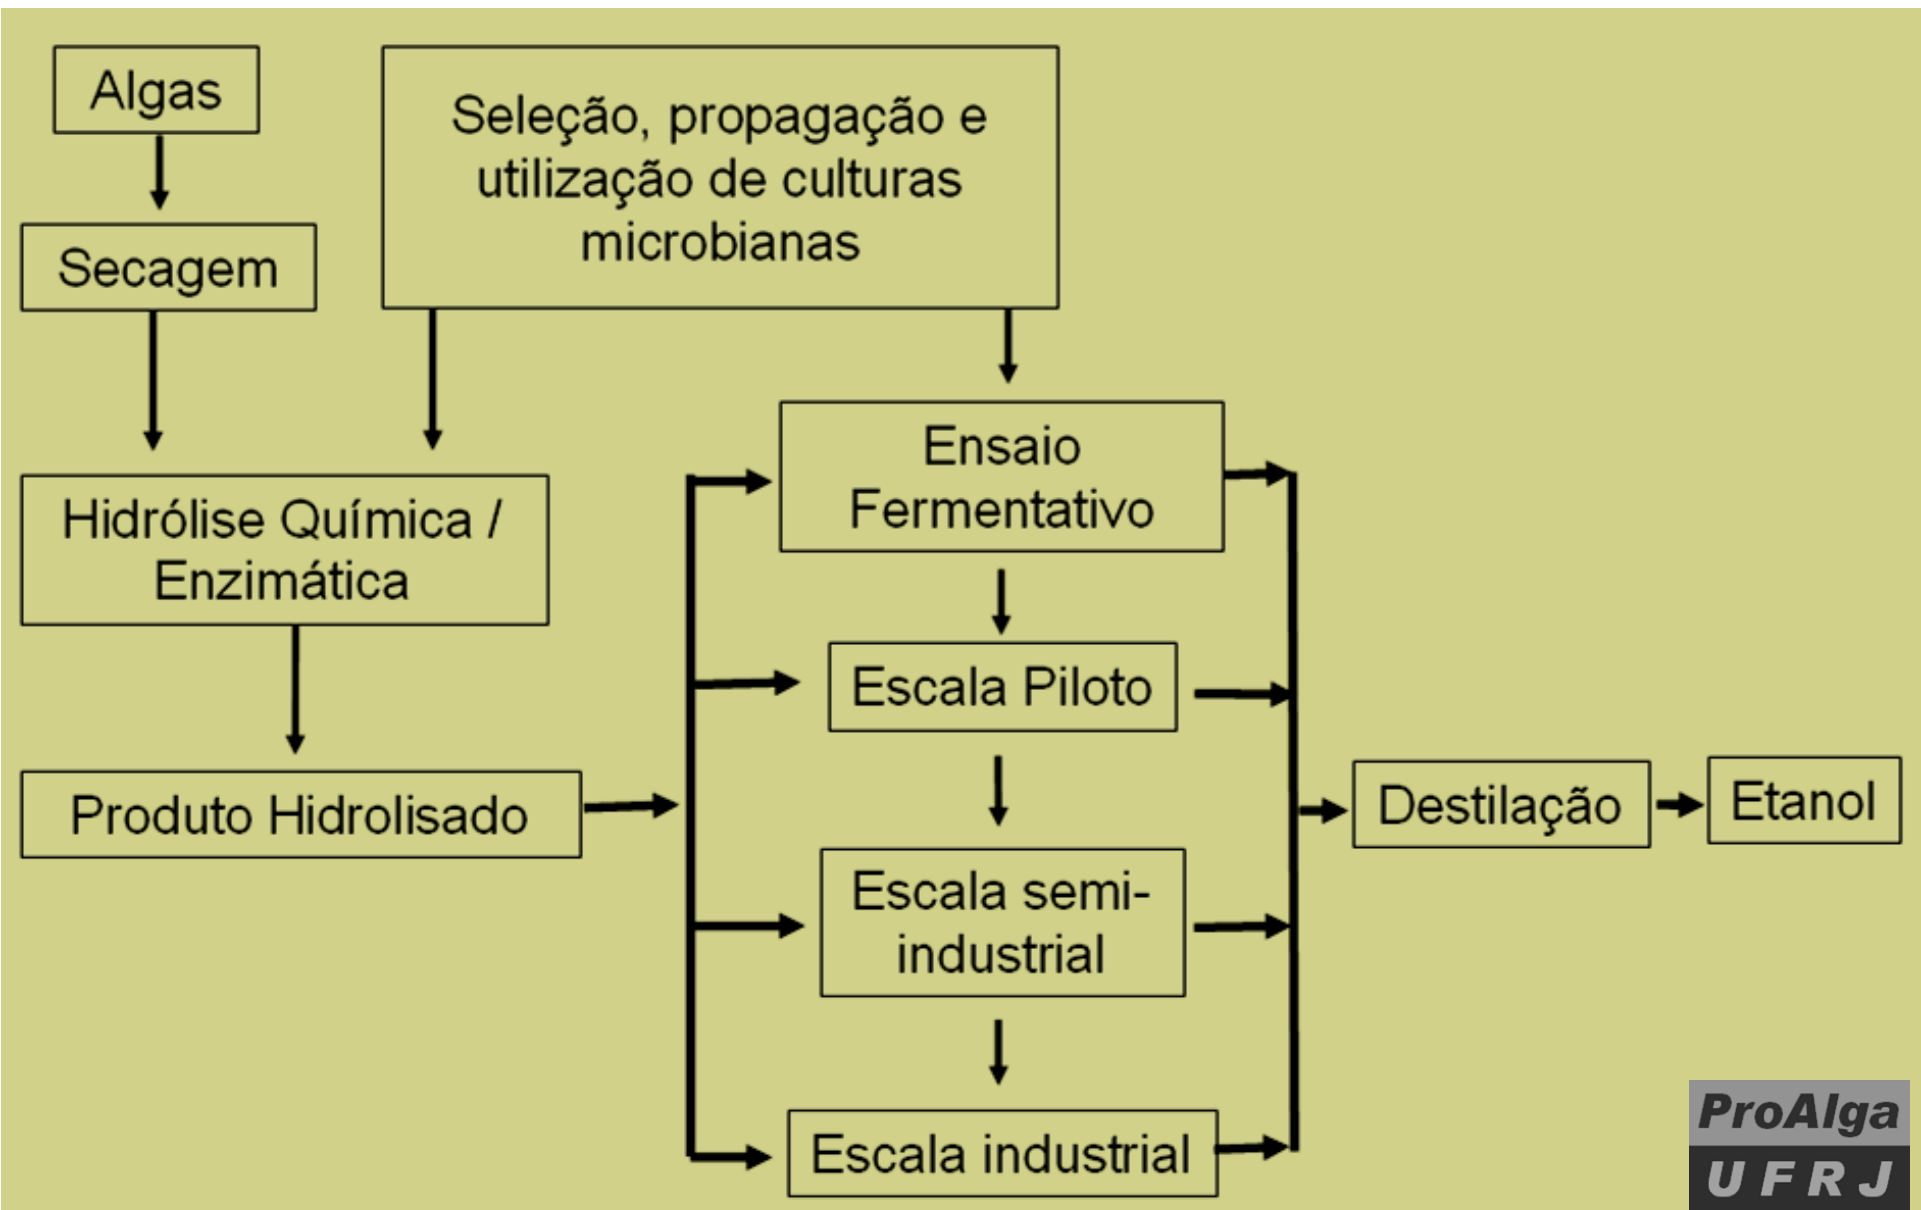 Algas
Seleção, propagação e
utilização de culturas
microbianas
Secagem
Hidrólise Química /
Enzimática
Ensaio
Fermentativo
Escala Piloto
Produto Hidrolisado
Escala semi-
industrial
Escala industrial
Destilação
Etanol
ProAlga
UFRJ